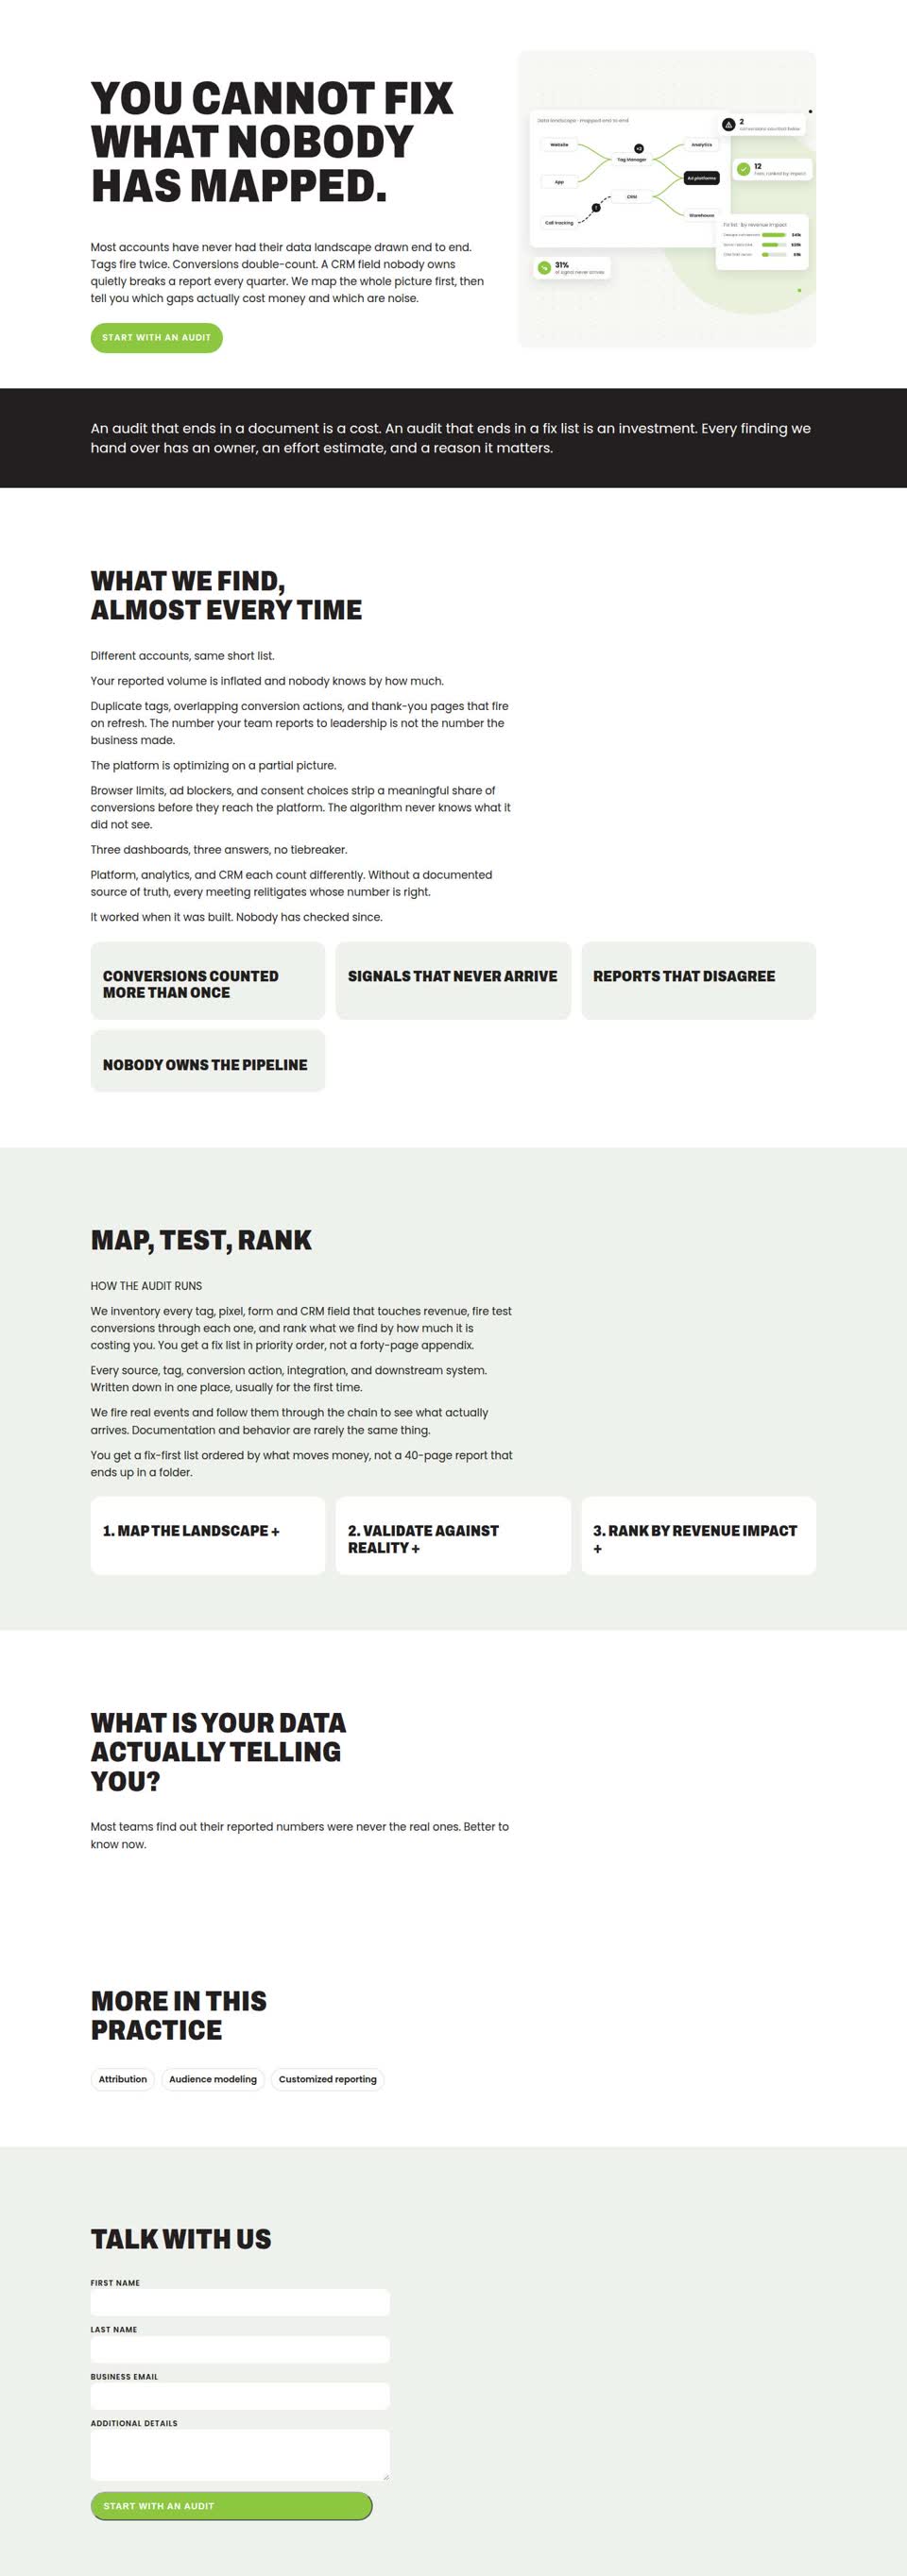 YOU CANNOT FIX
WHAT NOBODY
HAS MAPPED.
Most accounts have never had their data landscape drawn end to end.
Tags fire twice. Conversions double-count. A CRM field nobody owns
quietly breaks a report every quarter. We map the whole picture first, then
tell you which gaps actually cost money and which are noise.
START WITH AN AUDIT
Data landscape · mapped end to end
Website
App
Call tracking
Tag Manager
CRM
Analytics
Ad platforms
Warehouse
2
12
fixes ranked by impact
Fix list · by revenue impact
31%
of signal never arrives
An audit that ends in a document is a cost. An audit that ends in a fix list is an investment. Every finding we
hand over has an owner, an effort estimate, and a reason it matters.
WHAT WE FIND,
ALMOST EVERY TIME
Different accounts, same short list.
Your reported volume is inflated and nobody knows by how much.
Duplicate tags, overlapping conversion actions, and thank-you pages that fire
on refresh. The number your team reports to leadership is not the number the
business made.
The platform is optimizing on a partial picture.
Browser limits, ad blockers, and consent choices strip a meaningful share of
conversions before they reach the platform. The algorithm never knows what it
did not see.
Three dashboards, three answers, no tiebreaker.
Platform, analytics, and CRM each count differently. Without a documented
source of truth, every meeting relitigates whose number is right.
It worked when it was built. Nobody has checked since.
CONVERSIONS COUNTED
MORE THAN ONCE
SIGNALS THAT NEVER ARRIVE
REPORTS THAT DISAGREE
NOBODY OWNS THE PIPELINE
MAP, TEST, RANK
HOW THE AUDIT RUNS
We inventory every tag, pixel, form and CRM field that touches revenue, fire test
conversions through each one, and rank what we find by how much it is
costing you. You get a fix list in priority order, not a forty-page appendix.
Every source, tag, conversion action, integration, and downstream system.
Written down in one place, usually for the first time.
We fire real events and follow them through the chain to see what actually
arrives. Documentation and behavior are rarely the same thing.
You get a fix-first list ordered by what moves money, not a 40-page report that
ends up in a folder.
1. MAP THE LANDSCAPE +
2. VALIDATE AGAINST
REALITY +
3. RANK BY REVENUE IMPACT
+
WHAT IS YOUR DATA
ACTUALLY TELLING
YOU?
Most teams find out their reported numbers were never the real ones. Better to
know now.
MORE IN THIS
PRACTICE
Attribution
Audience modeling
Customized reporting
TALK WITH US
FIRST NAME
LAST NAME
BUSINESS EMAIL
ADDITIONAL DETAILS
START WITH AN AUDIT